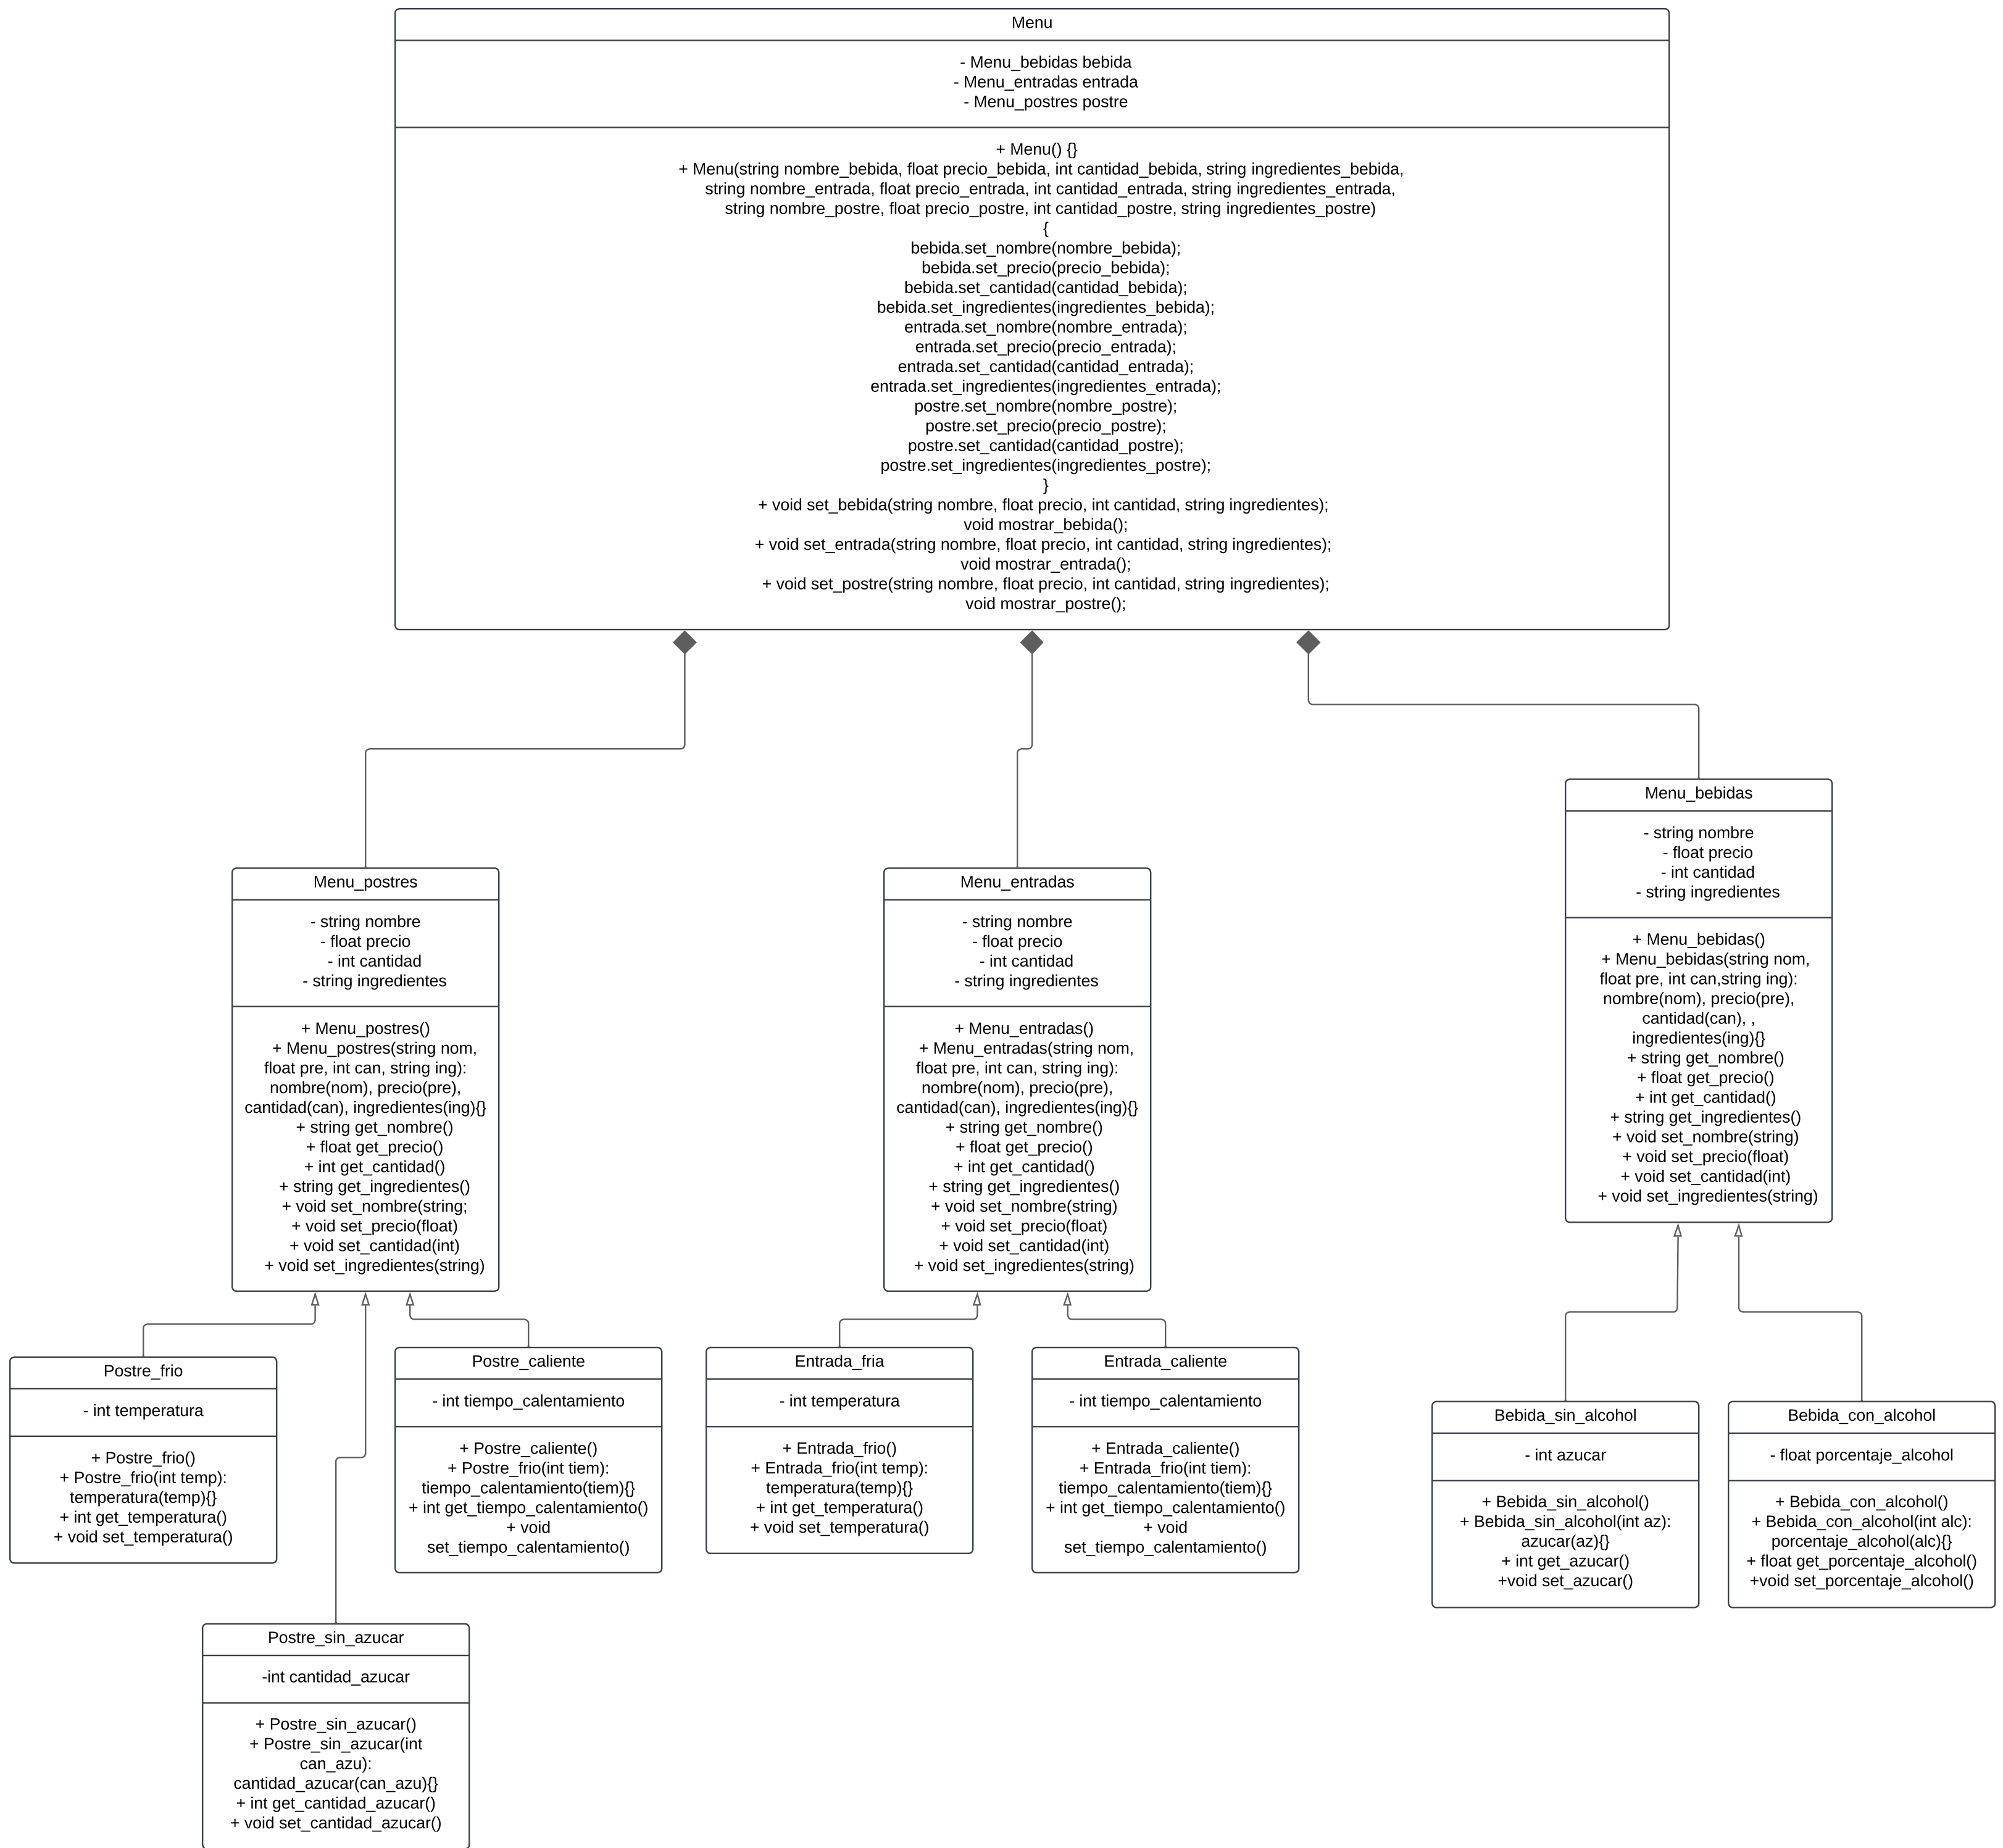 Menu
- Menu_bebidas bebida
- Menu_entradas entrada
- Menu_postres postre
+ Menu() {}
+ Menu(string nombre_bebida, float precio_bebida, int cantidad_bebida, string ingredientes_bebida,
string nombre_entrada, float precio_entrada, int cantidad_entrada, string ingredientes_entrada,
string nombre_postre, float precio_postre, int cantidad_postre, string ingredientes_postre)
{
bebida.set_nombre(nombre_bebida);
bebida.set_precio(precio_bebida);
bebida.set_cantidad(cantidad_bebida);
bebida.set_ingredientes(ingredientes_bebida);
entrada.set_nombre(nombre_entrada);
entrada.set_precio(precio_entrada);
entrada.set_cantidad(cantidad_entrada);
entrada.set_ingredientes(ingredientes_entrada);
postre.set_nombre(nombre_postre);
postre.set_precio(precio_postre);
postre.set_cantidad(cantidad_postre);
postre.set_ingredientes(ingredientes_postre);
}
+ void set_bebida(string nombre, float precio, int cantidad, string ingredientes);
void mostrar_bebida();
+ void set_entrada(string nombre, float precio, int cantidad, string ingredientes);
void mostrar_entrada();
+ void set_postre(string nombre, float precio, int cantidad, string ingredientes);
void mostrar_postre();
Menu_postres
- string nombre
- float precio
- int cantidad
- string ingredientes
+ Menu_postres()
+ Menu_postres(string nom,
float pre, int can, string ing):
nombre(nom), precio(pre),
cantidad(can), ingredientes(ing){}
+ string get_nombre()
+ float get_precio()
+ int get_cantidad()
+ string get_ingredientes()
+ void set_nombre(string;
+ void set_precio(float)
+ void set_cantidad(int)
+ void set_ingredientes(string)
Menu_entradas
- string nombre
- float precio
- int cantidad
- string ingredientes
+ Menu_entradas()
+ Menu_entradas(string nom,
float pre, int can, string ing):
nombre(nom), precio(pre),
cantidad(can), ingredientes(ing){}
+ string get_nombre()
+ float get_precio()
+ int get_cantidad()
+ string get_ingredientes()
+ void set_nombre(string)
+ void set_precio(float)
+ void set_cantidad(int)
+ void set_ingredientes(string)
Menu_bebidas
- string nombre
- float precio
- int cantidad
- string ingredientes
+ Menu_bebidas()
+ Menu_bebidas(string nom,
float pre, int can,string ing):
nombre(nom), precio(pre),
cantidad(can), ,
ingredientes(ing){}
+ string get_nombre()
+ float get_precio()
+ int get_cantidad()
+ string get_ingredientes()
+ void set_nombre(string)
+ void set_precio(float)
+ void set_cantidad(int)
+ void set_ingredientes(string)
Postre_frio
- int temperatura
+ Postre_frio()
+ Postre_frio(int temp):
temperatura(temp){}
+ int get_temperatura()
+ void set_temperatura()
Postre_caliente
- int tiempo_calentamiento
+ Postre_caliente()
+ Postre_frio(int tiem):
tiempo_calentamiento(tiem){}
+ int get_tiempo_calentamiento()
+ void
set_tiempo_calentamiento()
Entrada_fria
- int temperatura
+ Entrada_frio()
+ Entrada_frio(int temp):
temperatura(temp){}
+ int get_temperatura()
+ void set_temperatura()
Entrada_caliente
- int tiempo_calentamiento
+ Entrada_caliente()
+ Entrada_frio(int tiem):
tiempo_calentamiento(tiem){}
+ int get_tiempo_calentamiento()
+ void
set_tiempo_calentamiento()
Bebida_sin_alcohol
- int azucar
+ Bebida_sin_alcohol()
+ Bebida_sin_alcohol(int az):
azucar(az){}
+ int get_azucar()
+void set_azucar()
Bebida_con_alcohol
- float porcentaje_alcohol
+ Bebida_con_alcohol()
+ Bebida_con_alcohol(int alc):
porcentaje_alcohol(alc){}
+ float get_porcentaje_alcohol()
+void set_porcentaje_alcohol()
Postre_sin_azucar
-int cantidad_azucar
+ Postre_sin_azucar()
+ Postre_sin_azucar(int
can_azu):
cantidad_azucar(can_azu){}
+ int get_cantidad_azucar()
+ void set_cantidad_azucar()